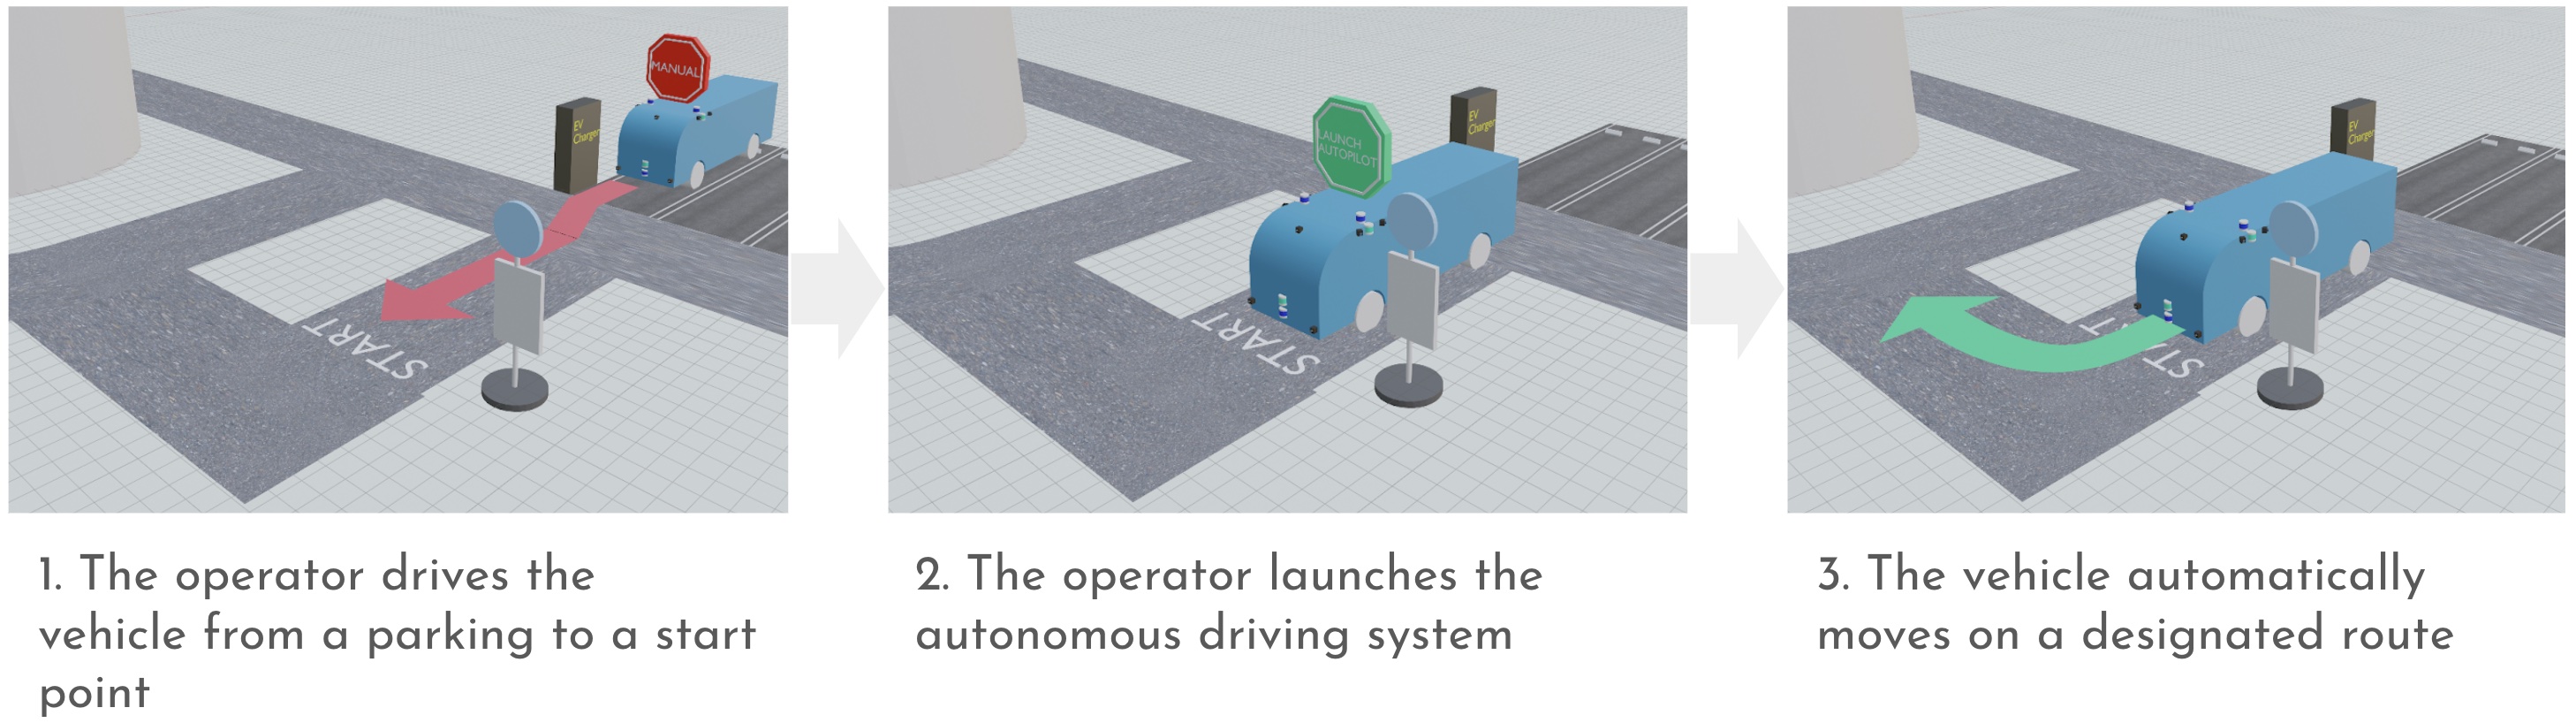 MANUAL
EV
Charger
START
1. The operator drives the
vehicle from a parking to a start
point
LAUNCH
AUTOPILOT
EV
Charger
START
2. The operator launches the
autonomous driving system
EV
Charger
ST
3. The vehicle automatically
moves on a designated route